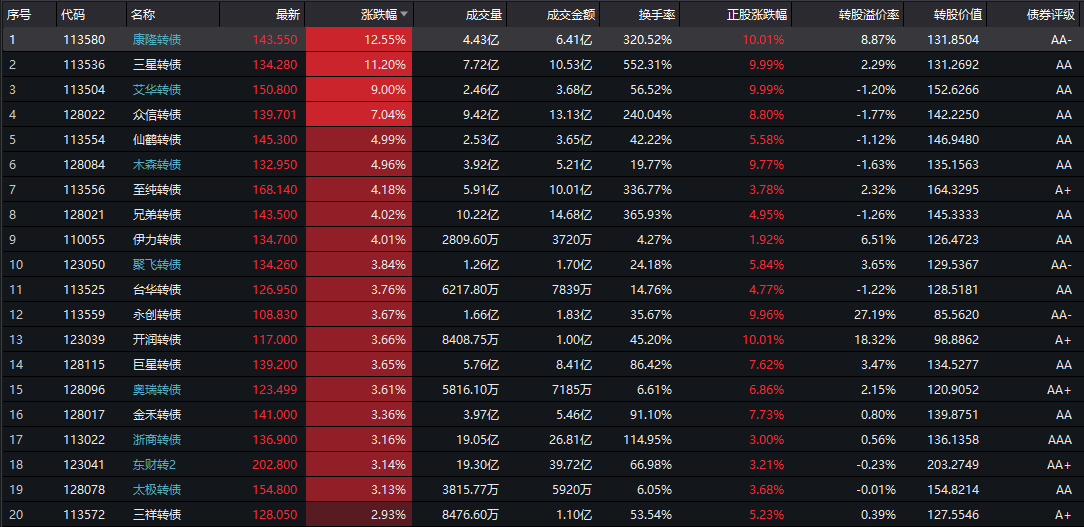 序号 代码 名称 最新 涨跌幅 成交量 成交金额 换手率 正股涨跌幅 转股溢价率 转股价值 债券评级
1 113580 康隆转债 143.550 12.55% 4.43亿 6.41亿 320.52% 10.01% 8.87% 131.8504 AA-
2 113536 三星转债 134.280 11.20% 7.72亿 10.53亿 552.31% 9.99% 2.29% 131.2692 AA
3 113504 艾华转债 150.800 9.00% 2.46亿 3.68亿 56.52% 9.99% -1.20% 152.6266 AA
4 128022 众信转债 139.701 7.04% 9.42亿 13.13亿 240.04% 8.80% -1.77% 142.2250 AA
5 113554 仙鹤转债 145.300 4.99% 2.53亿 3.65亿 42.22% 5.58% -1.12% 146.9480 AA
6 128084 木森转债 132.950 4.96% 3.92亿 5.21亿 19.77% 9.77% -1.63% 135.1563 AA
7 113556 至纯转债 168.140 4.18% 5.91亿 10.01亿 336.77% 3.78% 2.32% 164.3295 A+
8 128021 兄弟转债 143.500 4.02% 10.22亿 14.68亿 365.93% 4.95% -1.26% 145.3333 AA
9 110055 伊力转债 134.700 4.01% 2809.60万 3720万 4.27% 1.92% 6.51% 126.4723 AA
10 123050 聚飞转债 134.260 3.84% 1.26亿 1.70亿 24.18% 5.84% 3.65% 129.5367 AA-
11 113525 台华转债 126.950 3.76% 6217.80万 7839万 14.76% 4.77% -1.22% 128.5181 AA
12 113559 永创转债 108.830 3.67% 1.66亿 1.83亿 35.67% 9.96% 27.19% 85.5620 AA-
13 123039 开润转债 117.000 3.66% 8408.75万 1.00亿 45.20% 10.01% 18.32% 98.8862 A+
14 128115 巨星转债 139.200 3.65% 5.76亿 8.41亿 86.42% 7.62% 3.47% 134.5277 AA
15 128096 奥瑞转债 123.499 3.61% 5816.10万 7185万 6.61% 6.86% 2.15% 120.9052 AA+
16 128017 金禾转债 141.000 3.36% 3.97亿 5.46亿 91.10% 7.73% 0.80% 139.8751 AA
17 113022 浙商转债 136.900 3.16% 19.05亿 26.81亿 114.95% 3.00% 0.56% 136.1358 AAA
18 123041 东财转2 202.800 3.14% 19.30亿 39.72亿 66.98% 3.21% -0.23% 203.2749 AA+
19 128078 太极转债 154.800 3.13% 3815.77万 5920万 6.05% 3.68% -0.01% 154.8214 AA
20 113572 三祥转债 128.050 2.93% 8476.60万 1.10亿 53.54% 5.23% 0.39% 127.5546 A+